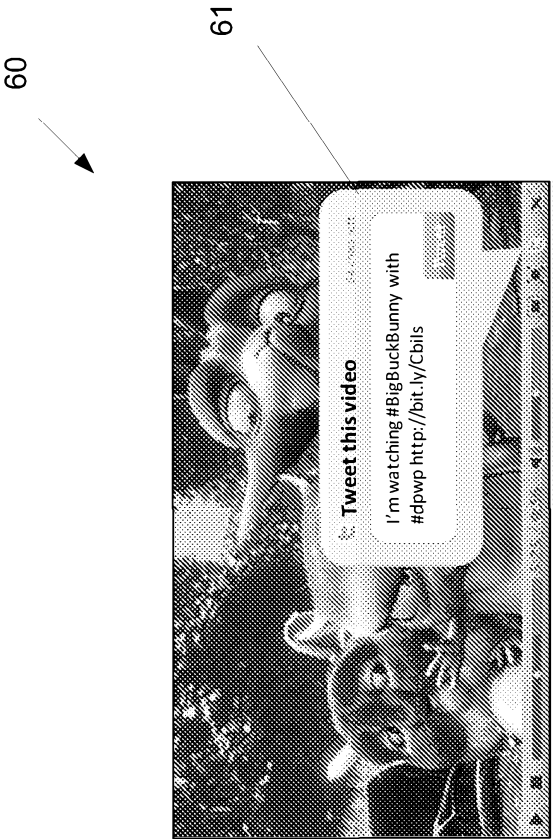 60
61
Tweet this video
I'm watching #BigBuckBunny with
#dpwp http://bit.ly/Cbils